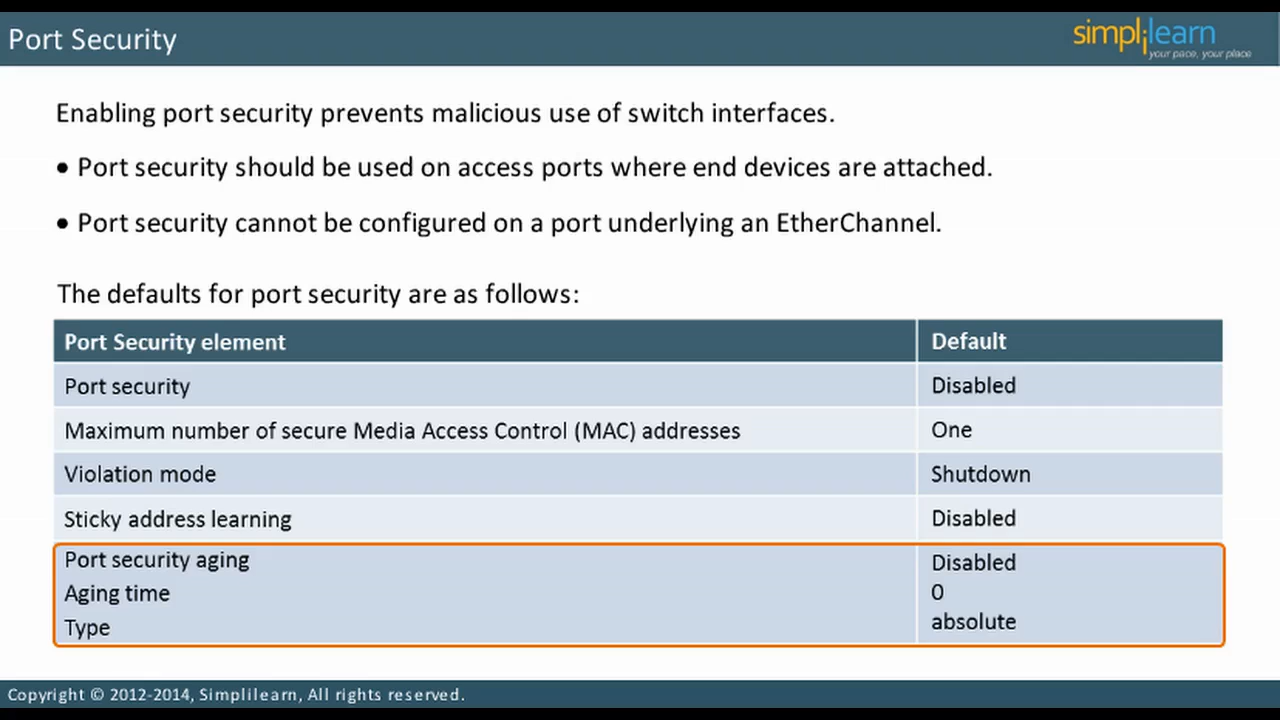 Port Security
simplilearn
your pace, your place
Enabling port security prevents malicious use of switch interfaces.
• Port security should be used on access ports where end devices are attached.
• Port security cannot be configured on a port underlying an EtherChannel.
The defaults for port security are as follows:
Port Security element Default
Port security Disabled
Maximum number of secure Media Access Control (MAC) addresses One
Violation mode Shutdown
Sticky address learning Disabled
Port security aging Disabled
Aging time 0
Type absolute
Copyright © 2012-2014, Simplilearn, All rights reserved.